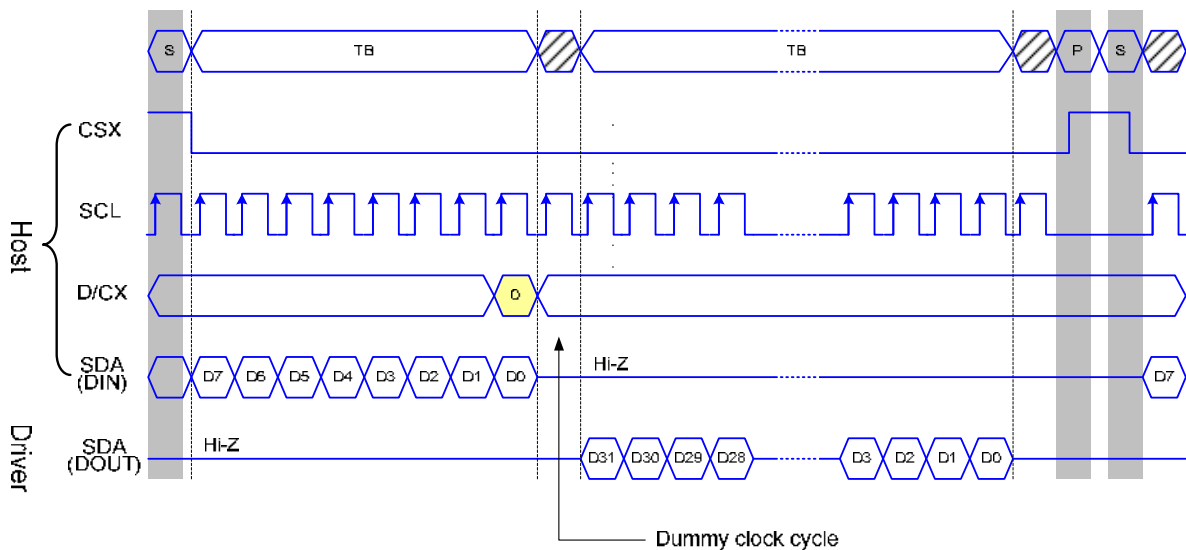 S TB TB P S
CSX
SCL
Host
D/CX 0
SDA
(DIN) D7 D6 D5 D4 D3 D2 D1 D0 Hi-Z D7
Driver
SDA
(DOUT) Hi-Z D31 D30 D29 D28 D3 D2 D1 D0
Dummy clock cycle